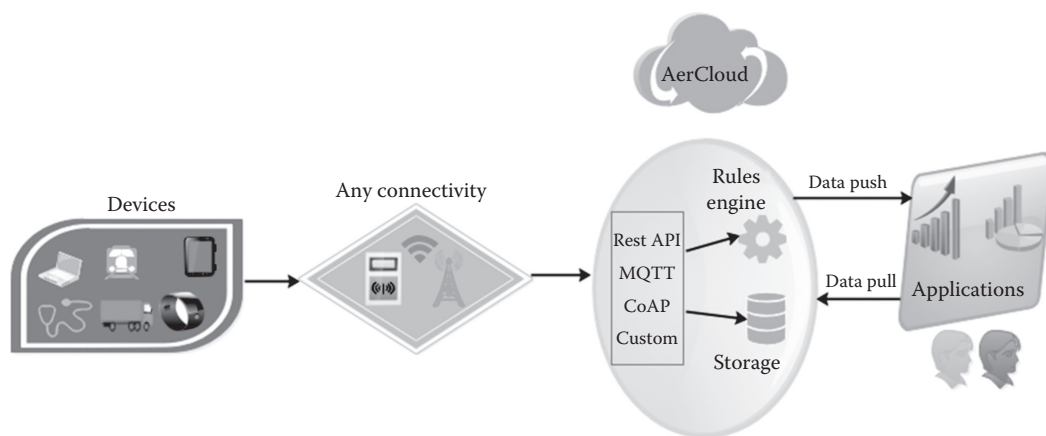 AerCloud
Devices
Any connectivity
Rules
engine
Rest API
MQTT
CoAP
Custom
Storage
Data push
Data pull
Applications